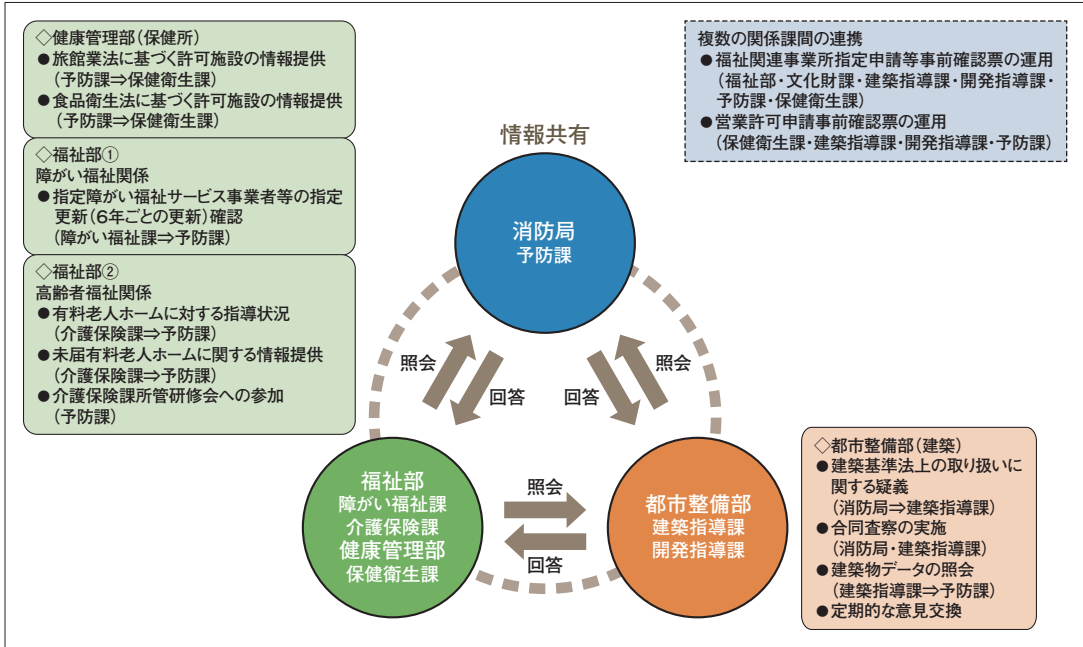 ◇健康管理部(保健所)
●旅館業法に基づく許可施設の情報提供
(予防課⇒保健衛生課)
●食品衛生法に基づく許可施設の情報提供
(予防課⇒保健衛生課)
◇福祉部①
障がい福祉関係
●指定障がい福祉サービス事業者等の指定
更新(6年ごとの更新)確認
(障がい福祉課⇒予防課)
◇福祉部②
高齢者福祉関係
●有料老人ホームに対する指導状況
(介護保険課⇒予防課)
●未届有料老人ホームに関する情報提供
(介護保険課⇒予防課)
●介護保険課所管研修会への参加
(予防課)
複数の関係課間の連携
●福祉関連事業所指定申請等事前確認票の運用
(福祉部・文化財課・建築指導課・開発指導課・
予防課・保健衛生課)
●営業許可申請事前確認票の運用
(保健衛生課・建築指導課・開発指導課・予防課)
情報共有
消防局
予防課
照会
回答
回答
照会
福祉部
障がい福祉課
介護保険課
健康管理部
保健衛生課
照会
回答
都市整備部
建築指導課
開発指導課
◇都市整備部(建築)
●建築基準法上の取り扱いに
関する疑義
(消防局⇒建築指導課)
●合同査察の実施
(消防局・建築指導課)
●建築物データの照会
(建築指導課⇒予防課)
●定期的な意見交換